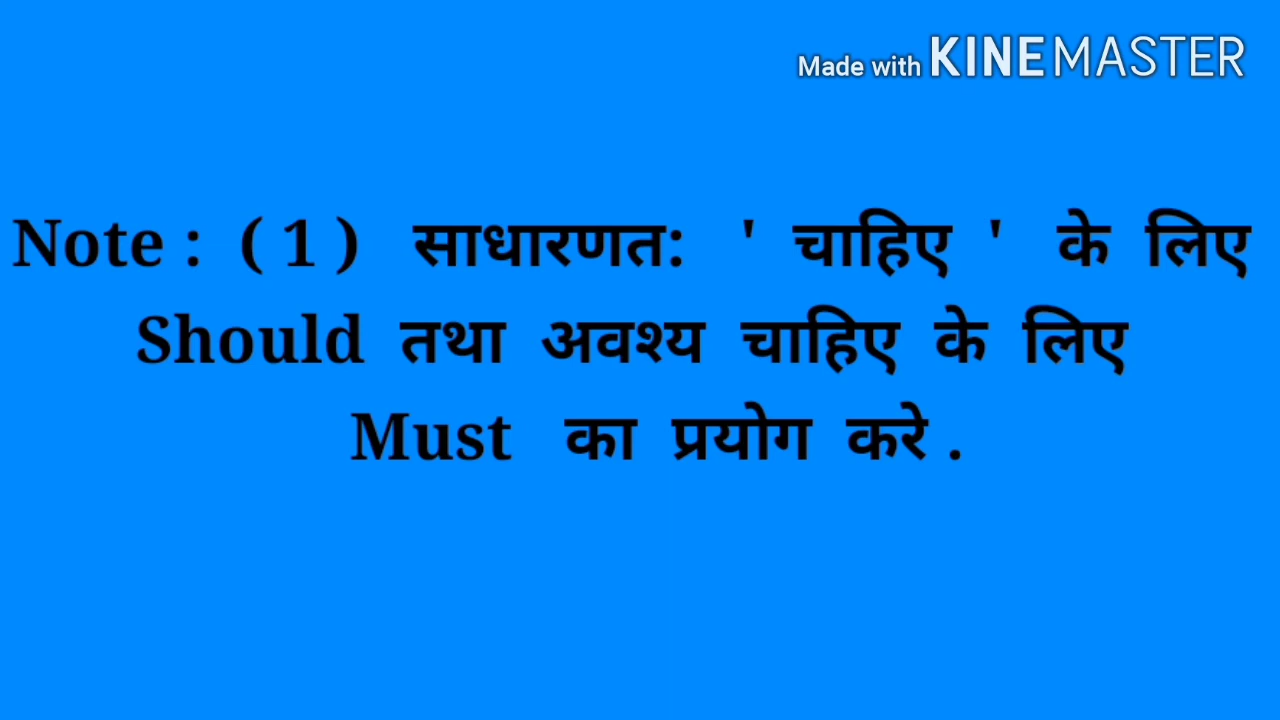 Made with KINEMASTER
Note : ( 1 ) साधारणत: ' चाहिए ' के लिए
Should तथा अवश्य चाहिए के लिए
Must का प्रयोग करे .